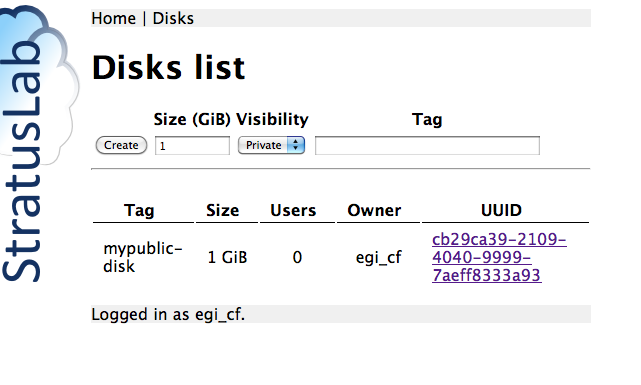 StratusLab
Home | Disks
Disks list
Size (GiB) Visibility Tag
Create 1 Private
Tag Size Users Owner UUID
mypublic-
disk 1 GiB 0 egi_cf cb29ca39-2109-
4040-9999-
7aeff8333a93
Logged in as egi_cf.